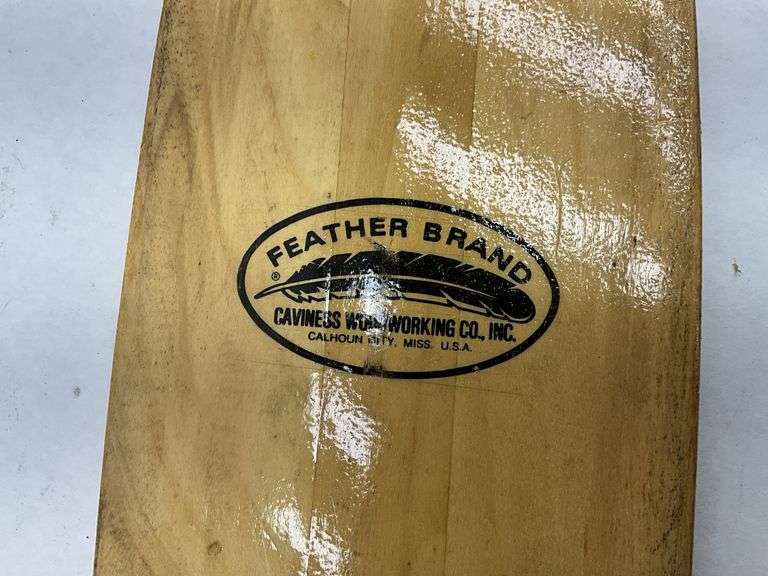 FEATHER BRAND
®
CAVINESS WOODWORKING CO., INC.
CALHOUN CITY, MISS. U.S.A.